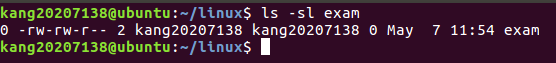 kang20207138@ubuntu:~/linux$ ls -sl exam
0 -rw-rw-r-- 2 kang20207138 kang20207138 0 May  7 11:54 exam
kang20207138@ubuntu:~/linux$